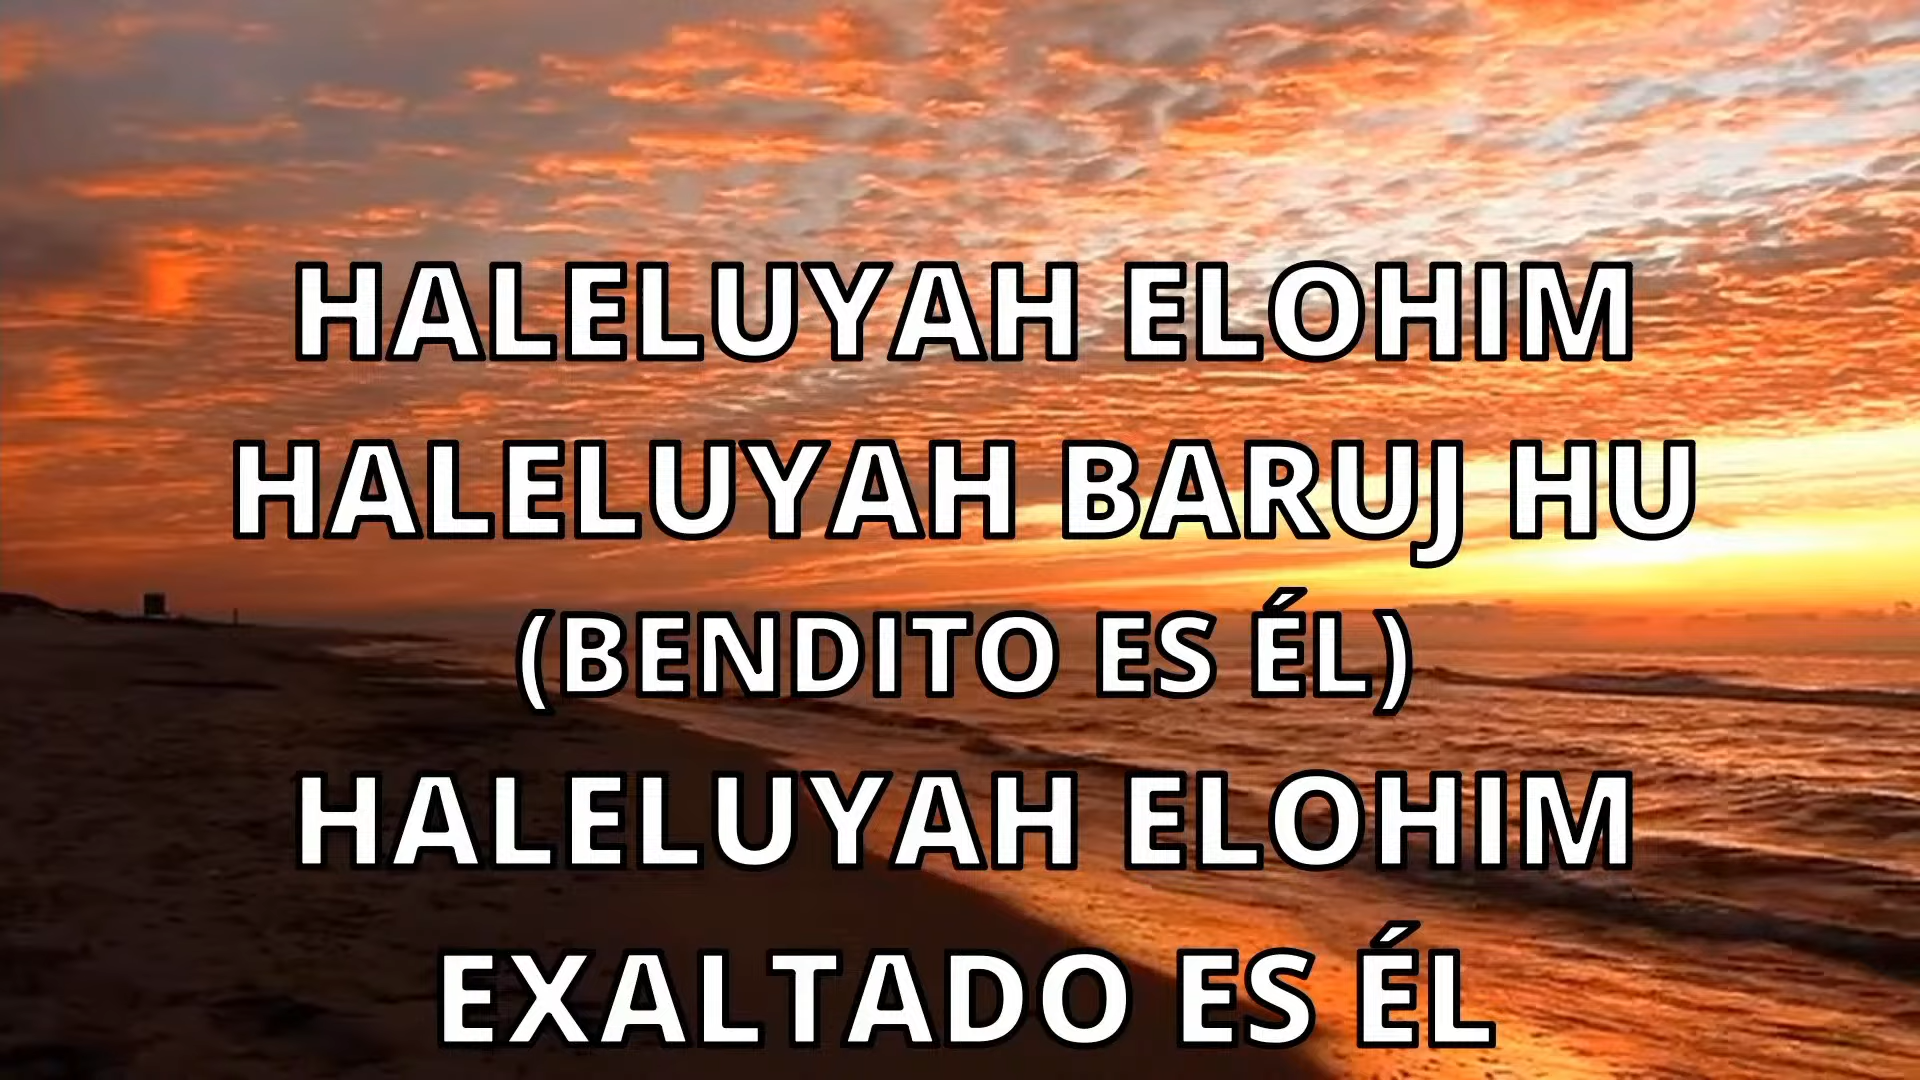 HALELUYAH ELOHIM
HALELUYAH BARUJ HU
(BENDITO ES ÉL)
HALELUYAH ELOHIM
EXALTADO ES ÉL